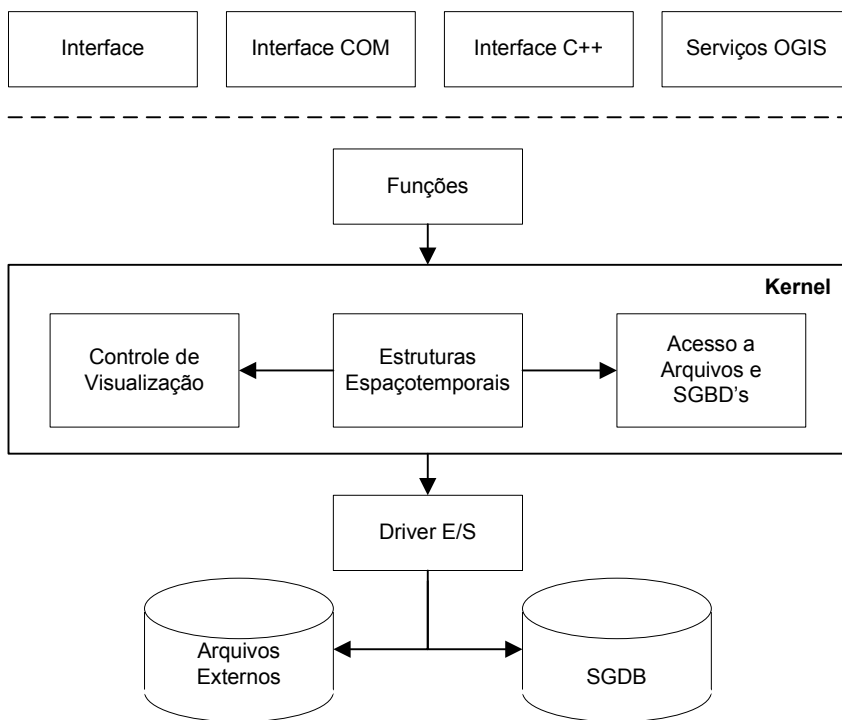 Interface
Interface COM
Interface C++
Serviços OGIS
Funções
Kernel
Controle de
Visualização
Estruturas
Espaçotemporais
Acesso a
Arquivos e
SGBD's
Driver E/S
Arquivos
Externos
SGDB